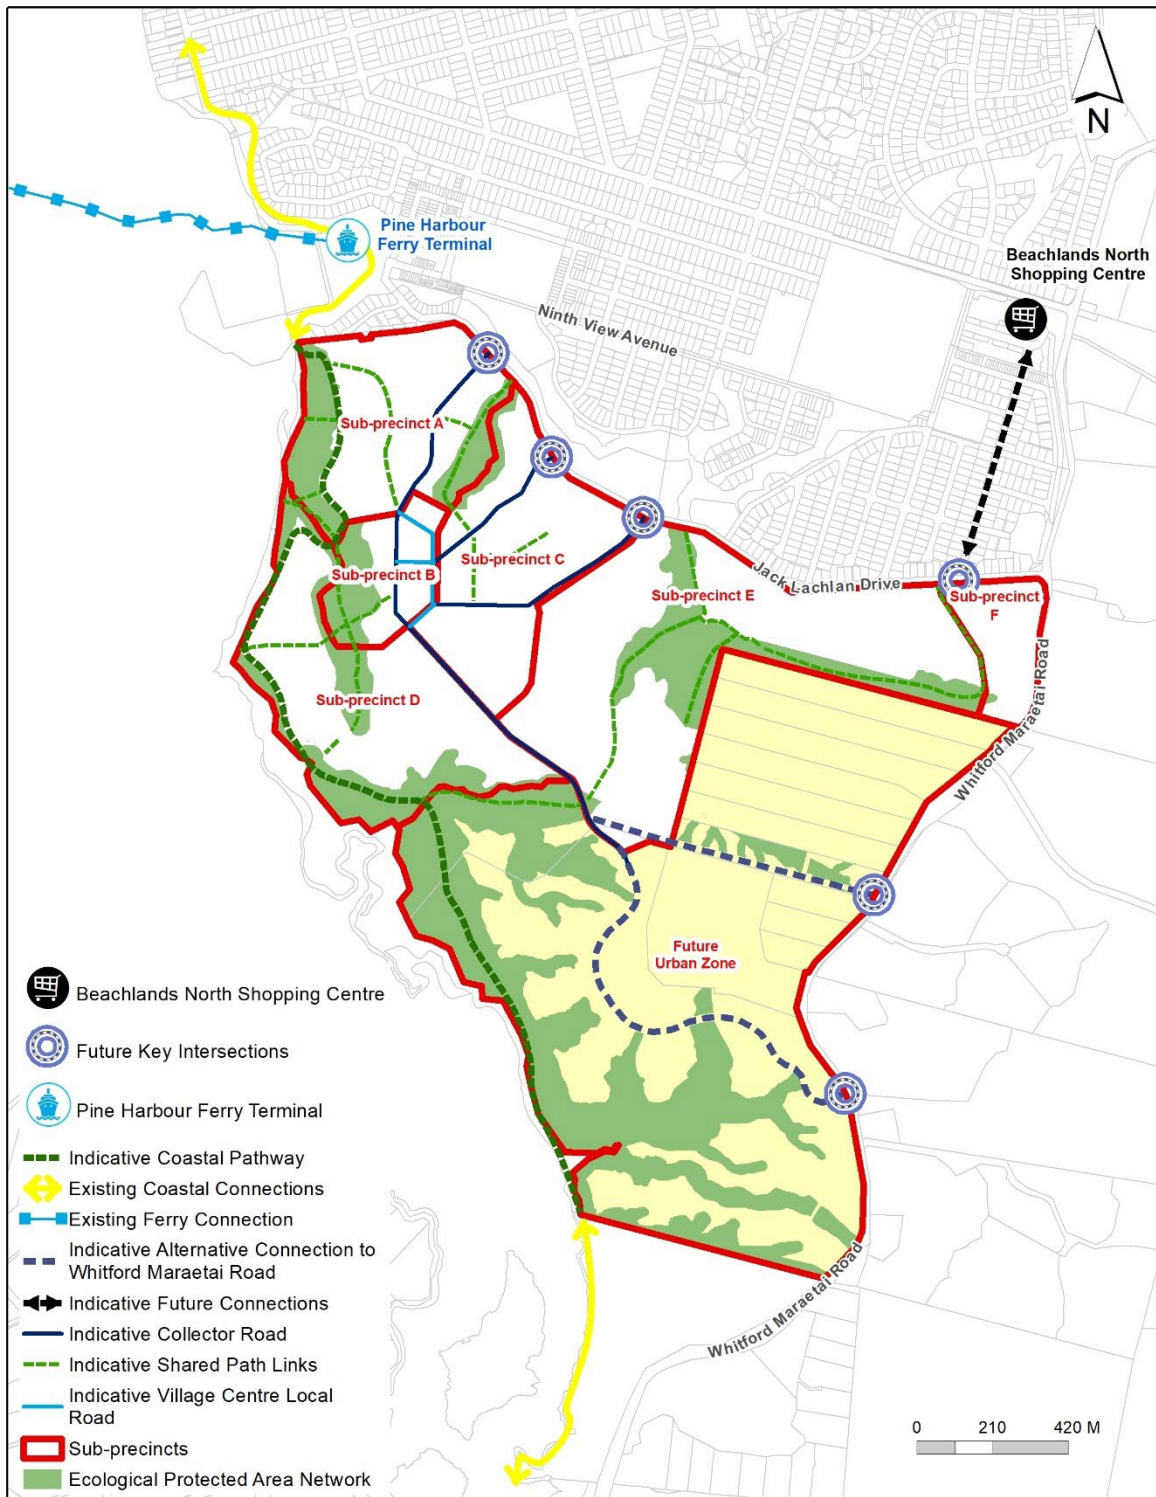 N
Pine Harbour
Ferry Terminal
Beachlands North
Shopping Centre
Ninth View Avenue
Sub-precinct A
Sub-precinct C
Sub-precinct B
Sub-precinct E
Jack Lachlan Drive
Sub-precinct
F
Sub-precinct D
Whitford Maraetai Road
Future
Urban Zone
Whitford Maraetai Road
Beachlands North Shopping Centre
Future Key Intersections
Pine Harbour Ferry Terminal
Indicative Coastal Pathway
Existing Coastal Connections
Existing Ferry Connection
Indicative Alternative Connection to
Whitford Maraetai Road
Indicative Future Connections
Indicative Collector Road
Indicative Shared Path Links
Indicative Village Centre Local
Road
Sub-precincts
Ecological Protected Area Network
0 210 420 M